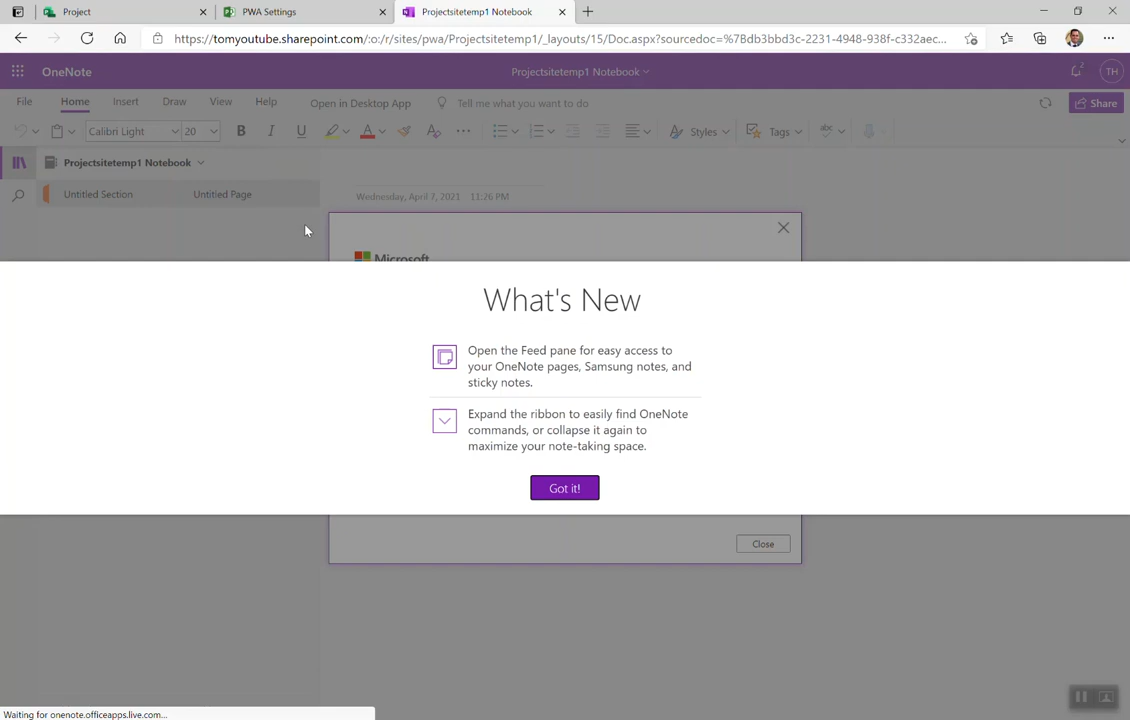 Project
PWA Settings
Projectsitetemp1 Notebook
https://tomyoutube.sharepoint.com/:o:/r/sites/pwa/Projectsitetemp1/_layouts/15/Doc.aspx?sourcedoc=%7Bdb3bbd3c-2231-4948-938f-c332aec...
OneNote
Projectsitetemp1 Notebook
2
TH
File
Home
Insert
Draw
View
Help
Open in Desktop App
Tell me what you want to do
Share
Calibri Light
20
B
I
U
A
A
Styles
Tags
Projectsitetemp1 Notebook
Untitled Section
Untitled Page
Wednesday, April 7, 2021 11:26 PM
Microsoft
What's New
Open the Feed pane for easy access to
your OneNote pages, Samsung notes, and
sticky notes.
Expand the ribbon to easily find OneNote
commands, or collapse it again to
maximize your note-taking space.
Got it!
Close
Waiting for onenote.officeapps.live.com...